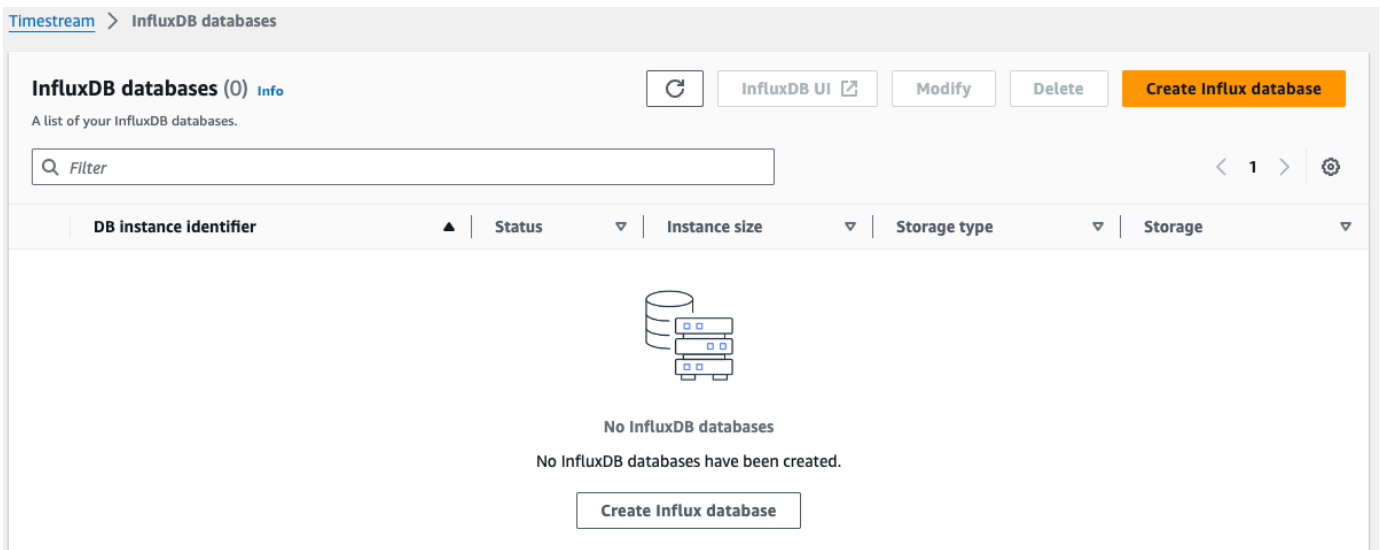 Timestream > InfluxDB databases
InfluxDB databases (0) Info
InfluxDB UI Modify Delete Create Influx database
A list of your InfluxDB databases.
Filter
< 1 >
DB instance identifier Status Instance size Storage type Storage
No InfluxDB databases
No InfluxDB databases have been created.
Create Influx database